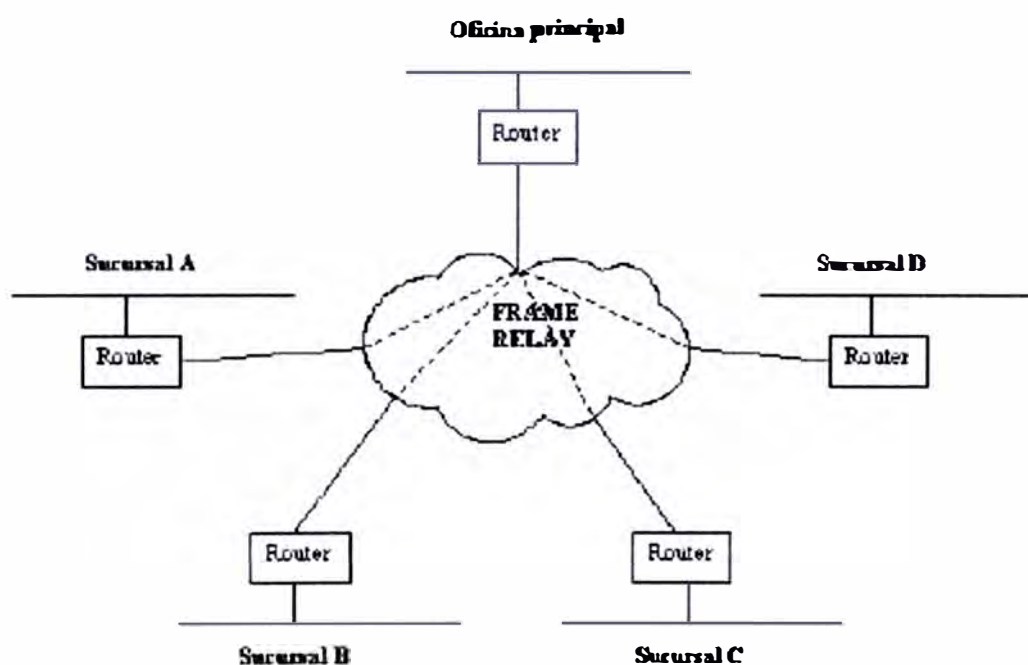 Oficina principal
Router
Sucursal A
Sucursal D
FRAME
RELAY
Router
Router
Router
Router
Sucursal B
Sucursal C